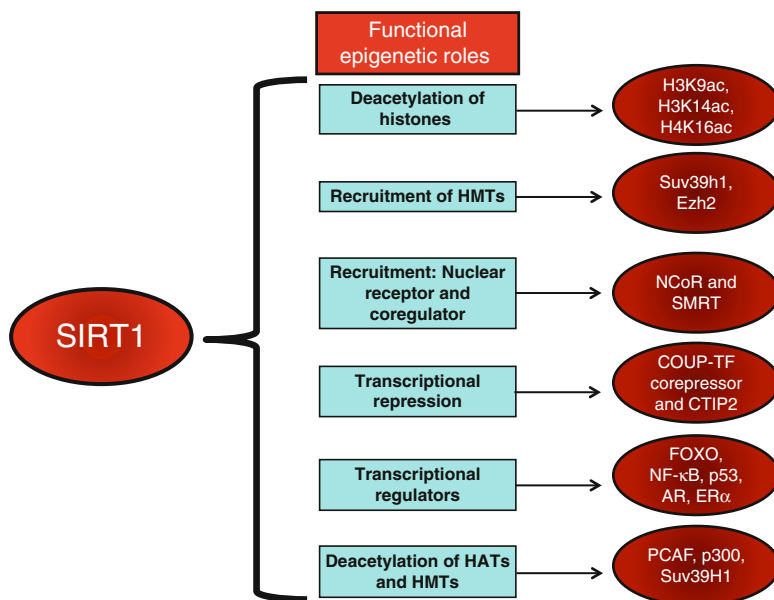 Functional
epigenetic roles
SIRT1
Deacetylation of
histones
H3K9ac,
H3K14ac,
H4K16ac
Recruitment of HMTs
Suv39h1,
Ezh2
Recruitment: Nuclear
receptor and
coregulator
NCoR and
SMRT
Transcriptional
repression
COUP-TF
corepressor
and CTIP2
Transcriptional
regulators
FOXO,
NF-κB, p53,
AR, ERα
Deacetylation of HATs
and HMTs
PCAF, p300,
Suv39H1